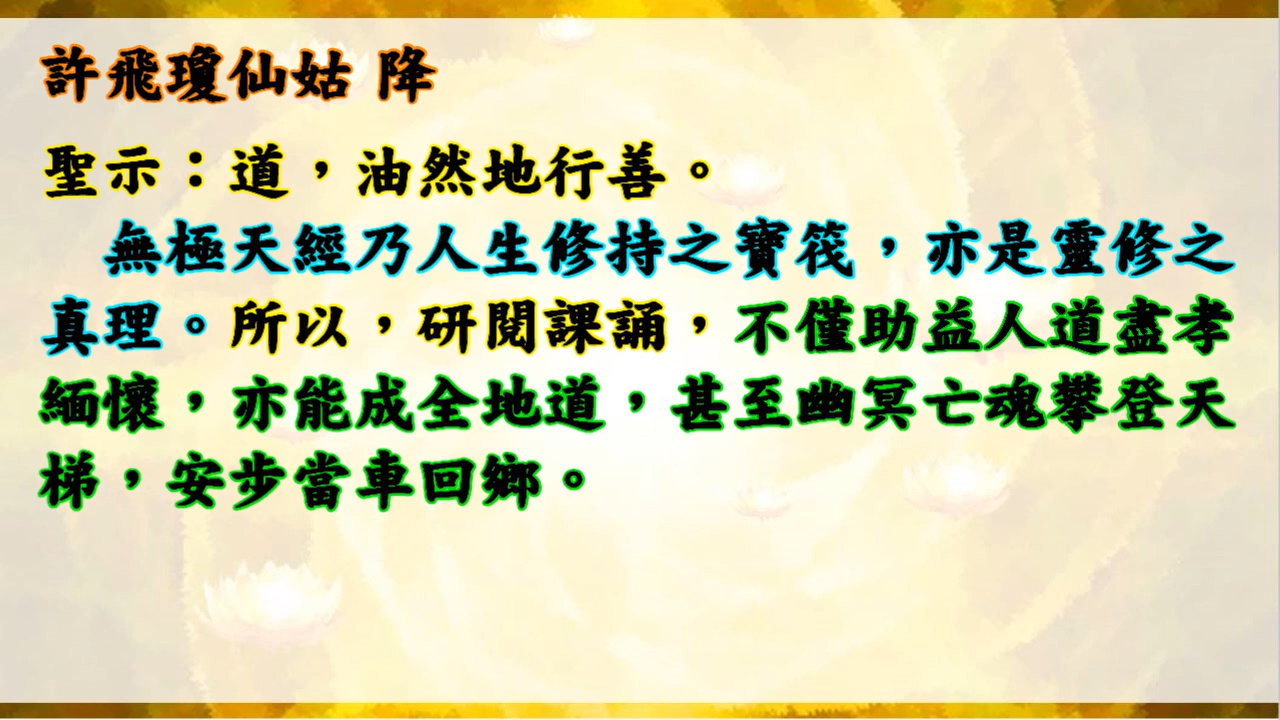 許飛瓊仙姑 降
聖示：道，油然地行善。
無極天經乃人生修持之寶筏，亦是靈修之
真理。所以，研閱課誦，不僅助益人道盡孝
緬懷，亦能成全地道，甚至幽冥亡魂攀登天
梯，安步當車回鄉。